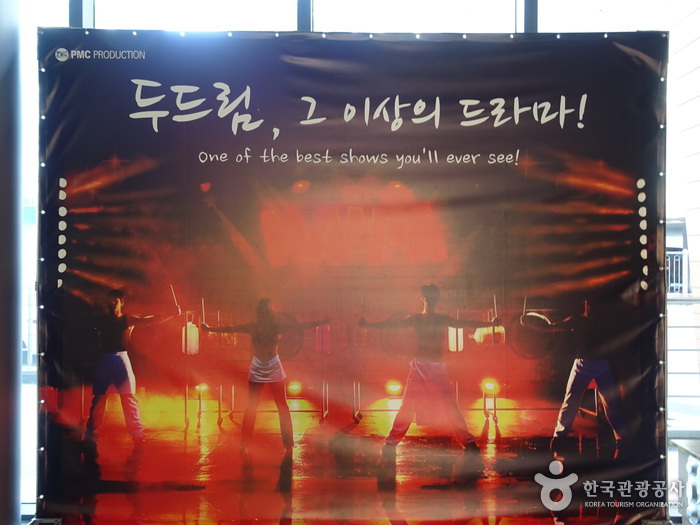 PMC PRODUCTION
두드림, 그 이상의 드라마!
One of the best shows you'll ever see!
한국관광공사
KOREA TOURISM ORGANIZATION